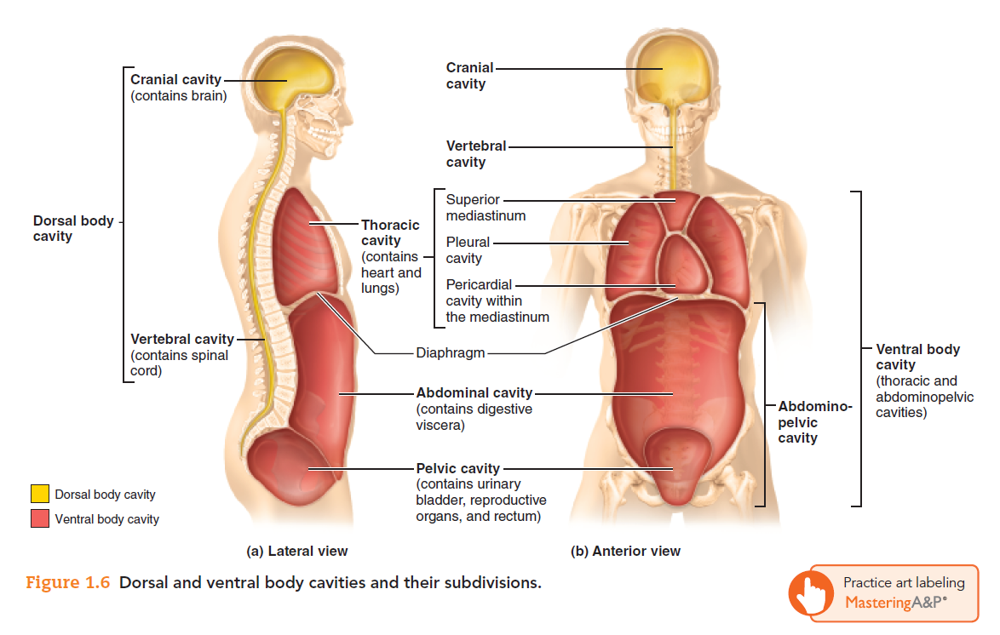 Cranial cavity
(contains brain)
Dorsal body
cavity
Vertebral cavity
(contains spinal
cord)
Thoracic
cavity
(contains
heart and
lungs)
Cranial
cavity
Vertebral
cavity
Superior
mediastinum
Pleural
cavity
Pericardial
cavity within
the mediastinum
Diaphragm
Abdominal cavity
(contains digestive
viscera)
Pelvic cavity
(contains urinary
bladder, reproductive
organs, and rectum)
Abdomino-
pelvic
cavity
Ventral body
cavity
(thoracic and
abdominopelvic
cavities)
Dorsal body cavity
Ventral body cavity
(a) Lateral view
(b) Anterior view
Figure 1.6 Dorsal and ventral body cavities and their subdivisions.
Practice art labeling
MasteringA&P®